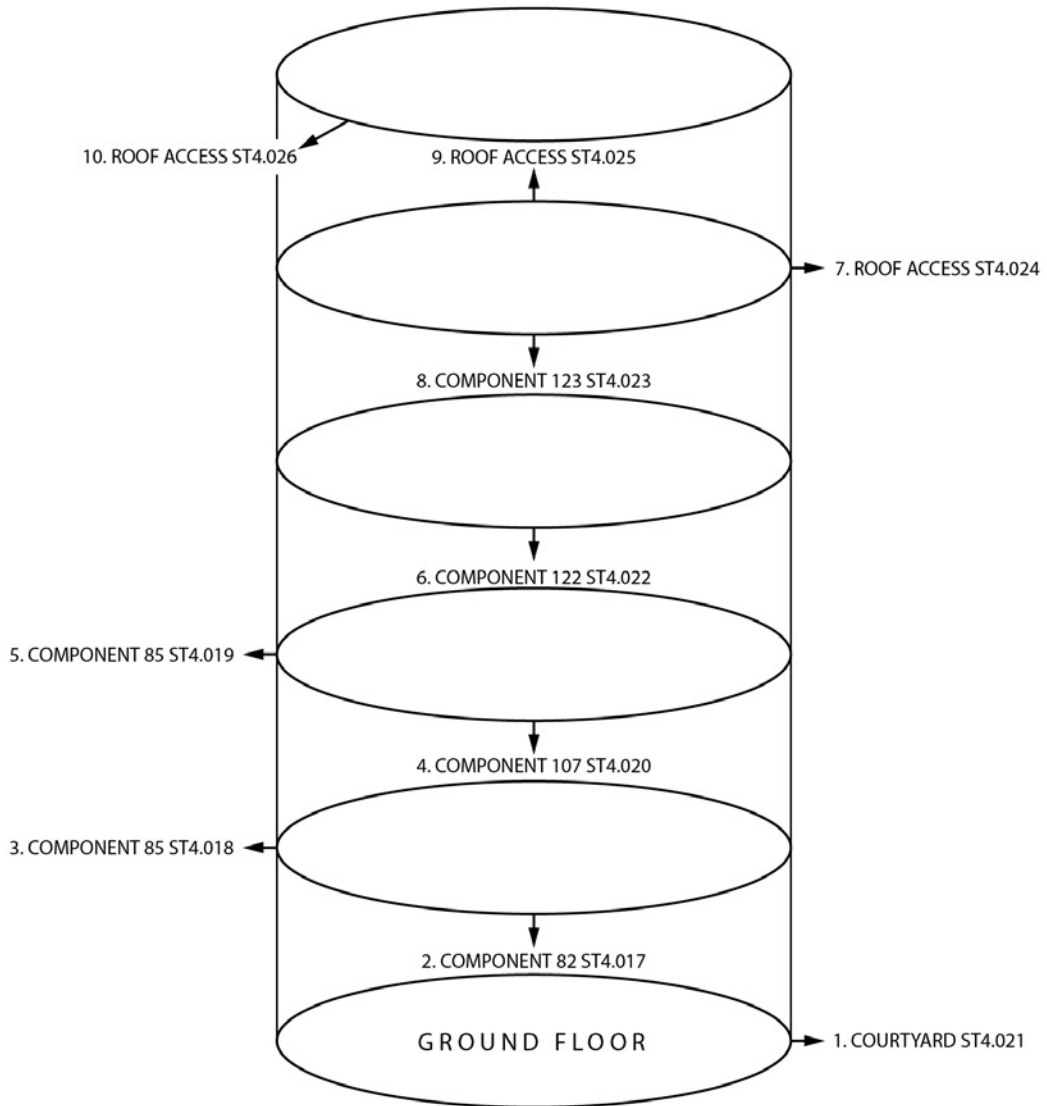 10. ROOF ACCESS ST4.026
9. ROOF ACCESS ST4.025
7. ROOF ACCESS ST4.024
8. COMPONENT 123 ST4.023
6. COMPONENT 122 ST4.022
5. COMPONENT 85 ST4.019
4. COMPONENT 107 ST4.020
3. COMPONENT 85 ST4.018
2. COMPONENT 82 ST4.017
GROUND FLOOR
1. COURTYARD ST4.021